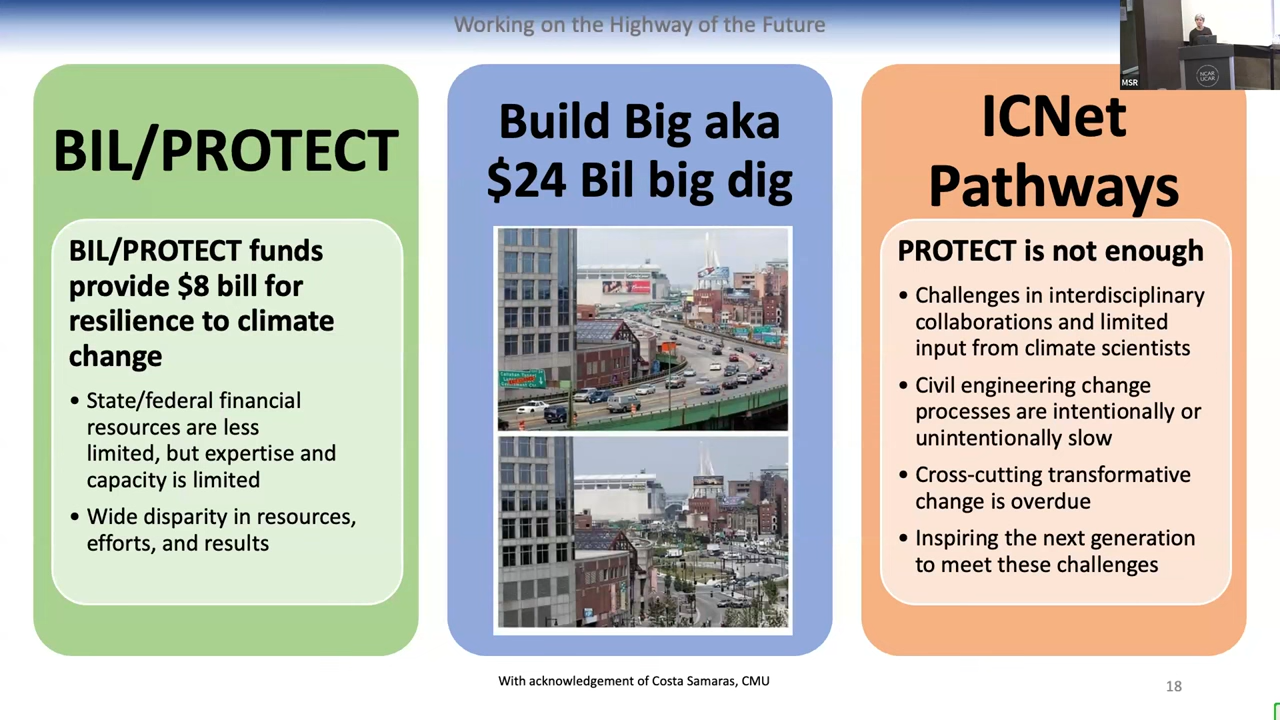 Working on the Highway of the Future
MSR
NCAR
UCAR
BIL/PROTECT
BIL/PROTECT funds
provide $8 bill for
resilience to climate
change
• State/federal financial
resources are less
limited, but expertise and
capacity is limited
• Wide disparity in resources,
efforts, and results
Build Big aka
$24 Bil big dig
ICNet
Pathways
PROTECT is not enough
• Challenges in interdisciplinary
collaborations and limited
input from climate scientists
• Civil engineering change
processes are intentionally or
unintentionally slow
• Cross-cutting transformative
change is overdue
• Inspiring the next generation
to meet these challenges
With acknowledgement of Costa Samaras, CMU
18